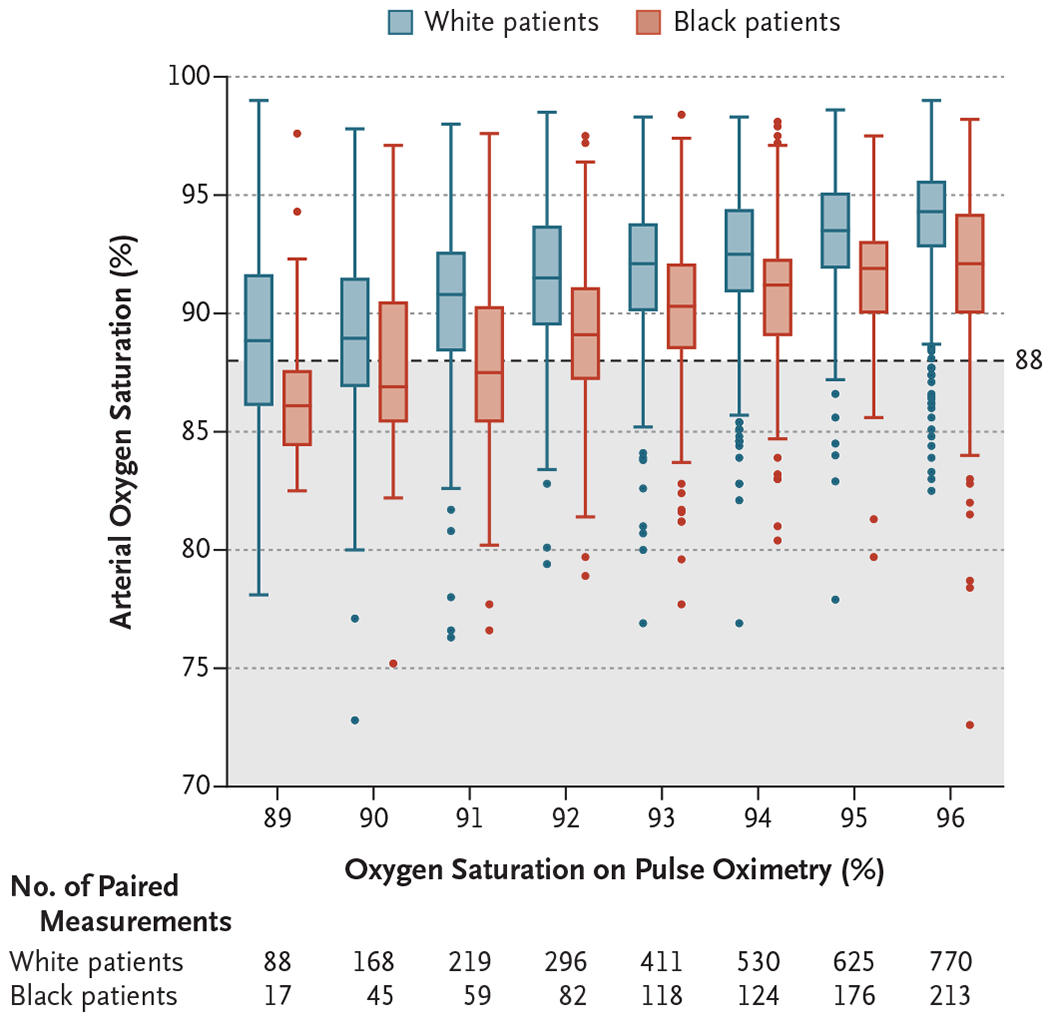 White patients Black patients
100
95
90
88
85
80
75
70
Arterial Oxygen Saturation (%)
89 90 91 92 93 94 95 96
Oxygen Saturation on Pulse Oximetry (%)
No. of Paired
Measurements
White patients 88 168 219 296 411 530 625 770
Black patients 17 45 59 82 118 124 176 213